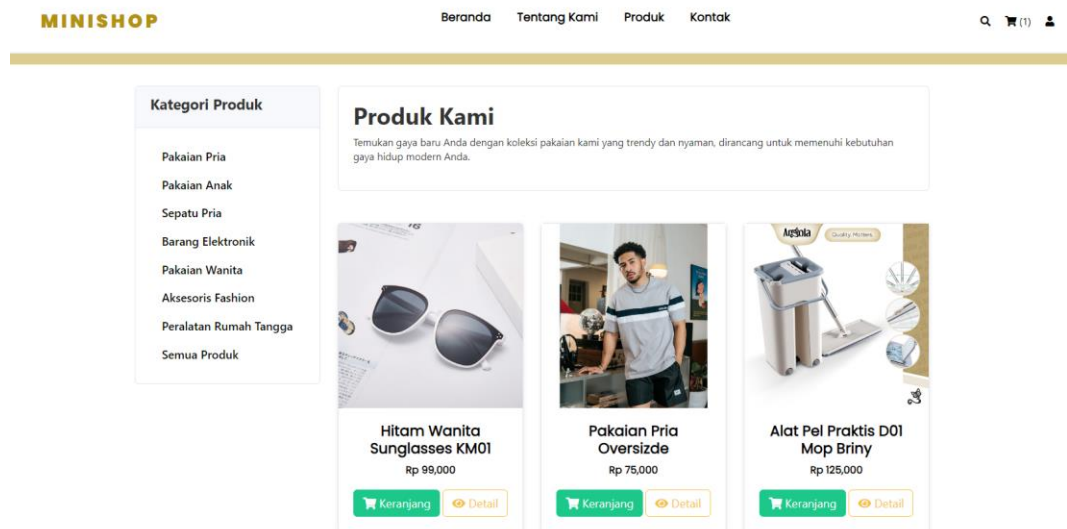 MINISHOP
Beranda Tentang Kami Produk Kontak
(1)
Kategori Produk
Pakaian Pria
Pakaian Anak
Sepatu Pria
Barang Elektronik
Pakaian Wanita
Aksesoris Fashion
Peralatan Rumah Tangga
Semua Produk
Produk Kami
Temukan gaya baru Anda dengan koleksi pakaian kami yang trendy dan nyaman, dirancang untuk memenuhi kebutuhan
gaya hidup modern Anda.
Quality Matters
Hitam Wanita
Sunglasses KM01
Rp 99,000
Keranjang Detail
Pakaian Pria
Oversizde
Rp 75,000
Keranjang Detail
Alat Pel Praktis D01
Mop Briny
Rp 125,000
Keranjang Detail